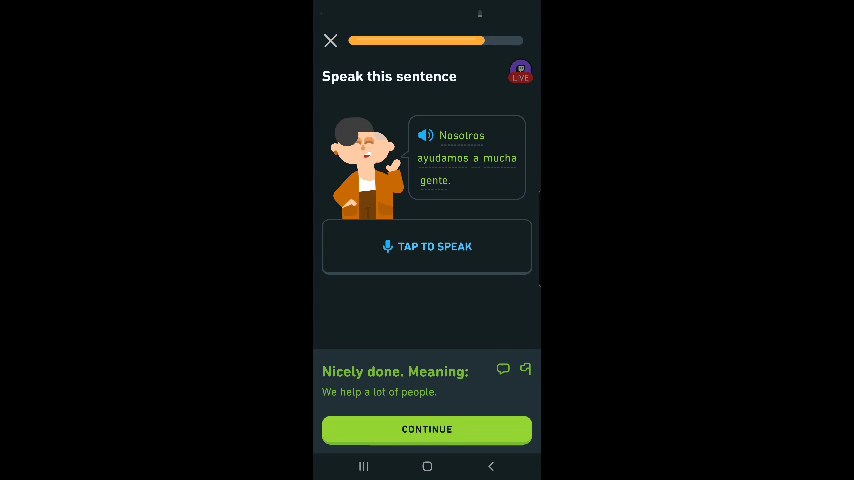 Speak this sentence
LIVE
Nosotros
ayudamos a mucha
gente.
TAP TO SPEAK
Nicely done. Meaning:
We help a lot of people.
CONTINUE